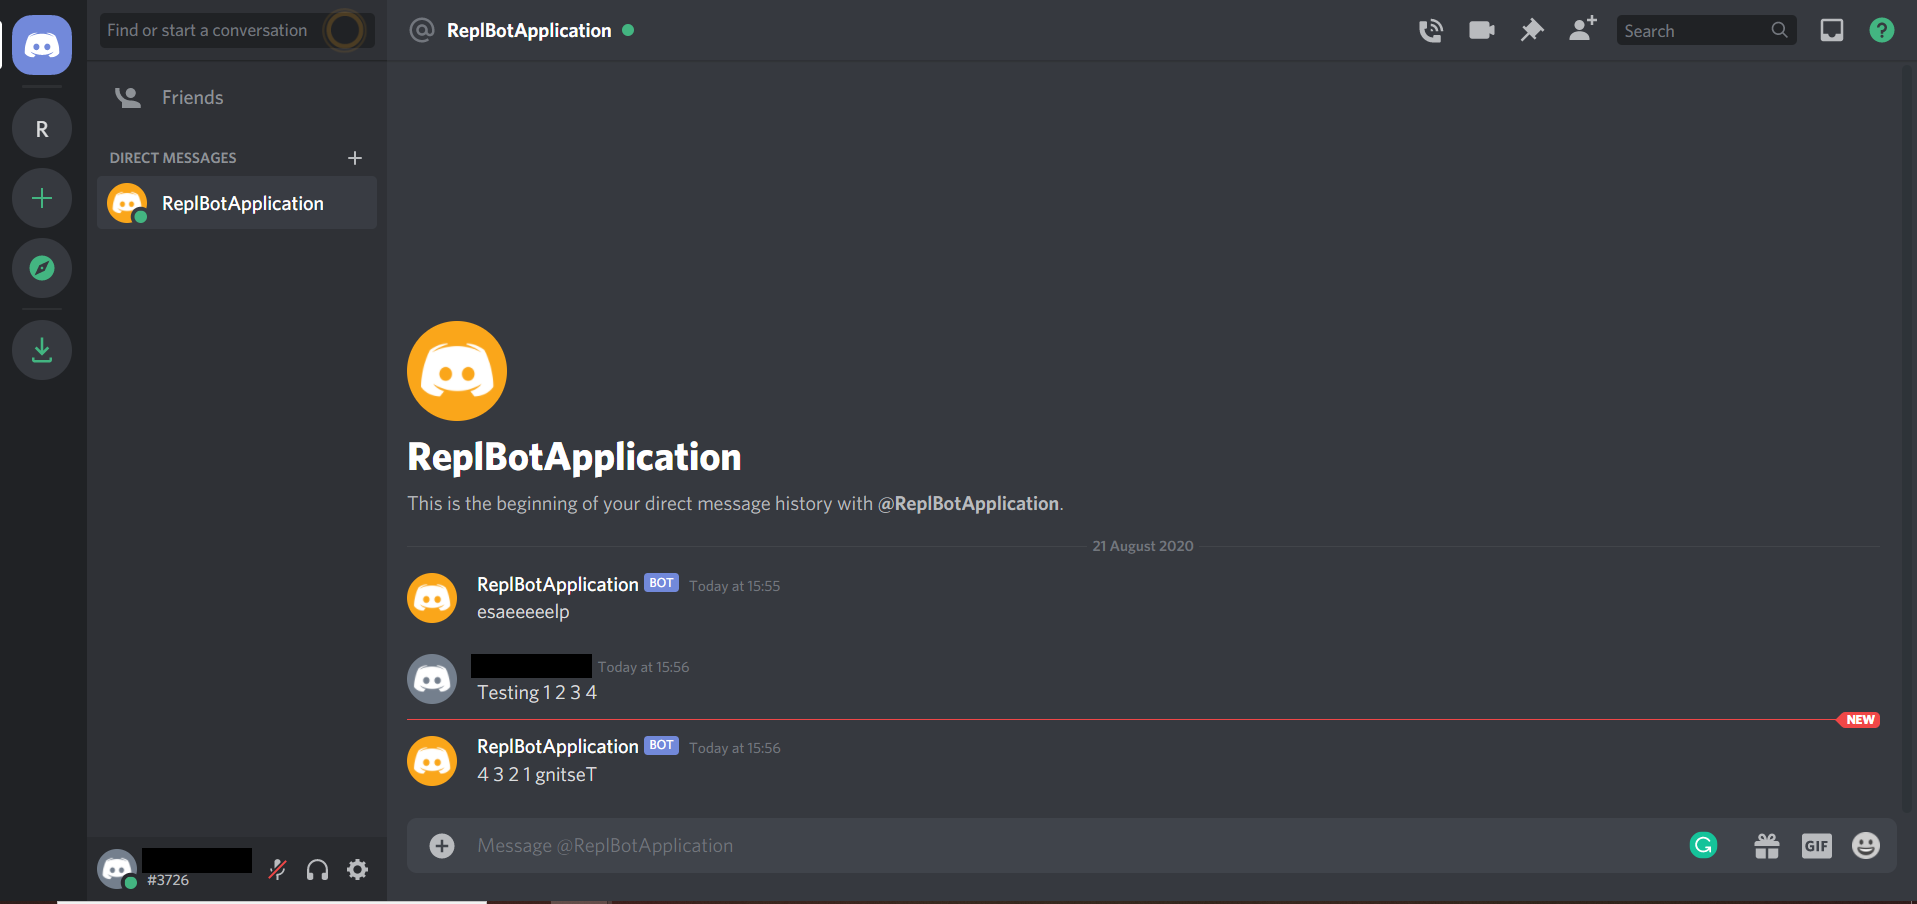 Find or start a conversation
ReplBotApplication
Search
?
R
Friends
DIRECT MESSAGES
ReplBotApplication
ReplBotApplication
This is the beginning of your direct message history with @ReplBotApplication.
21 August 2020
ReplBotApplication BOT Today at 15:55
esaeeeeelp
Today at 15:56
Testing 1 2 3 4
NEW
ReplBotApplication BOT Today at 15:56
4 3 2 1 gnitseT
Message @ReplBotApplication
G
GIF
#3726